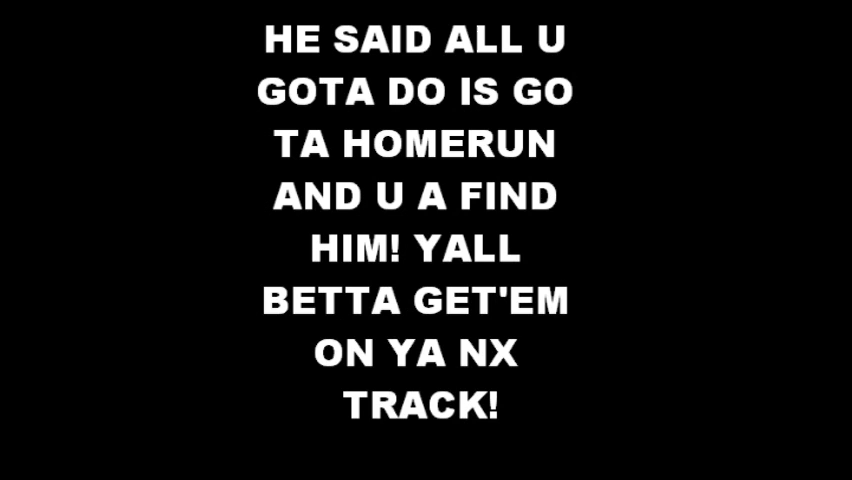 HE SAID ALL U
GOTA DO IS GO
TA HOMERUN
AND U A FIND
HIM! YALL
BETTA GET'EM
ON YA NX
TRACK!